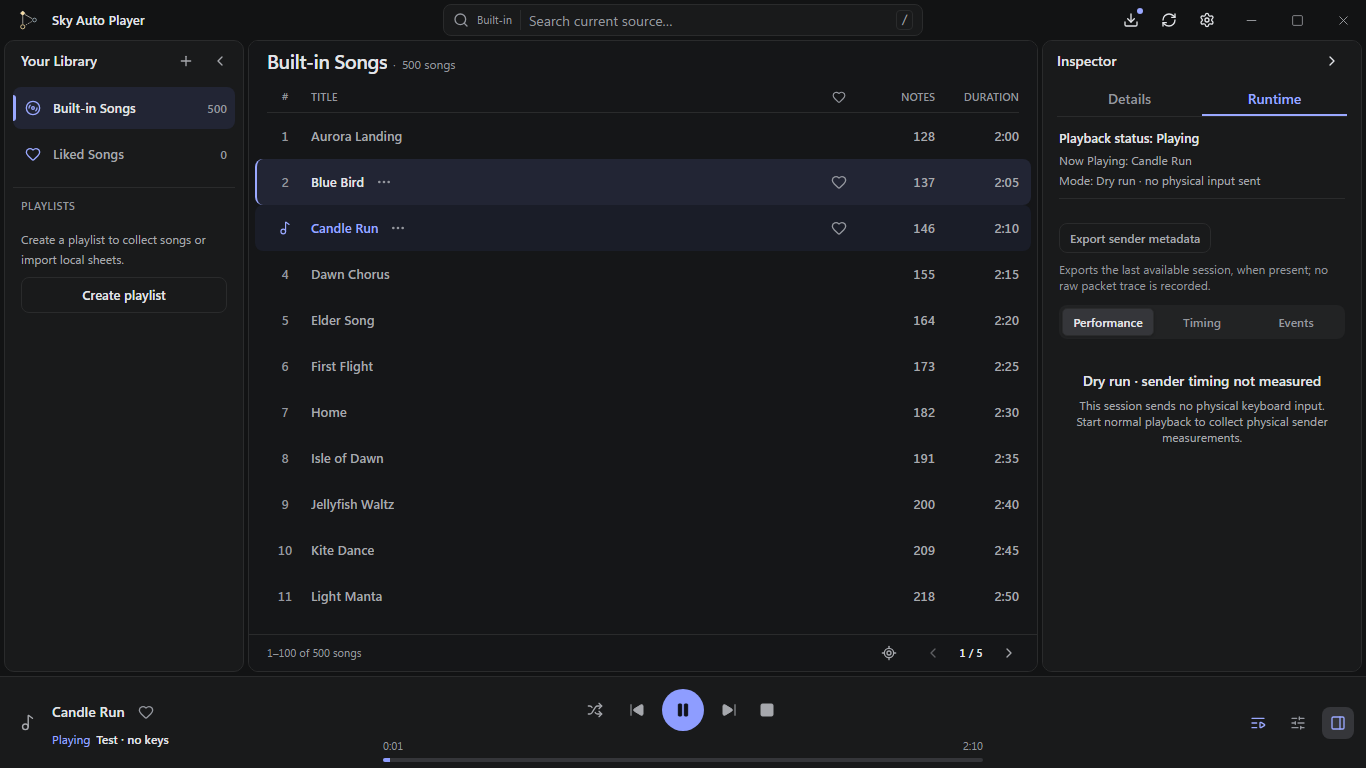 Sky Auto Player
Built-in
Search current source...
/
Your Library
Built-in Songs 500
Liked Songs 0
PLAYLISTS
Create a playlist to collect songs or
import local sheets.
Create playlist
Built-in Songs · 500 songs
# TITLE NOTES DURATION
1 Aurora Landing 128 2:00
2 Blue Bird ··· 137 2:05
Candle Run ··· 146 2:10
4 Dawn Chorus 155 2:15
5 Elder Song 164 2:20
6 First Flight 173 2:25
7 Home 182 2:30
8 Isle of Dawn 191 2:35
9 Jellyfish Waltz 200 2:40
10 Kite Dance 209 2:45
11 Light Manta 218 2:50
1–100 of 500 songs
1 / 5
Inspector
Details Runtime
Playback status: Playing
Now Playing: Candle Run
Mode: Dry run · no physical input sent
Export sender metadata
Exports the last available session, when present; no
raw packet trace is recorded.
Performance Timing Events
Dry run · sender timing not measured
This session sends no physical keyboard input.
Start normal playback to collect physical sender
measurements.
Candle Run
Playing Test · no keys
0:01 2:10